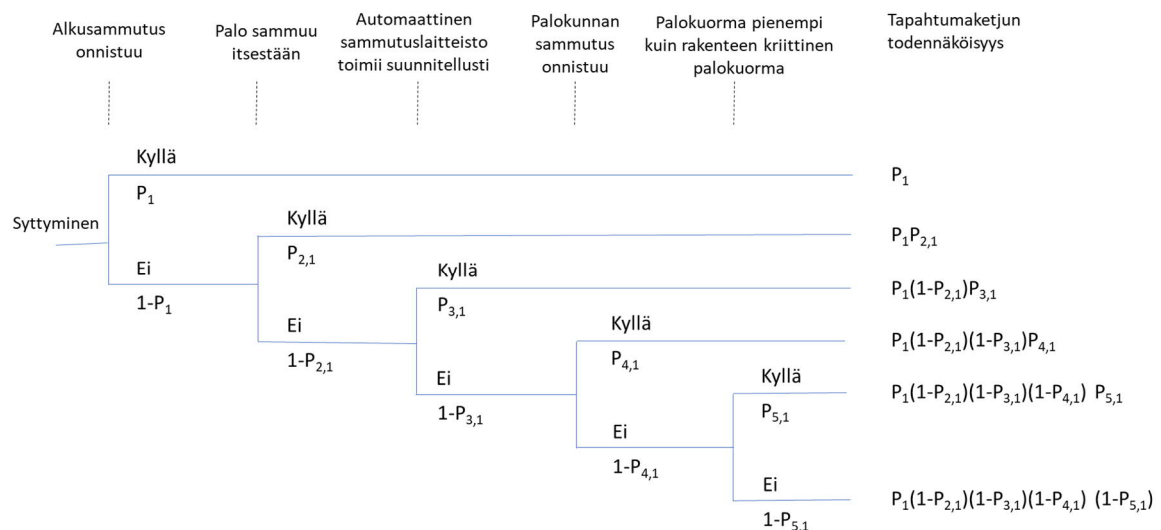 Alkusammutus
onnistuu
Palo sammuu
itsestään
Automaattinen
sammutuslaitteisto
toimii suunnitellusti
Palokunnan
sammutus
onnistuu
Palokuorma pienempi
kuin rakenteen kriittinen
palokuorma
Tapahtumaketjun
todennäköisyys
Syttyminen
Kyllä
P₁
P₁
Ei
1-P₁
Kyllä
P₂,₁
P₁P₂,₁
Ei
1-P₂,₁
Kyllä
P₃,₁
P₁(1-P₂,₁)P₃,₁
Ei
1-P₃,₁
Kyllä
P₄,₁
P₁(1-P₂,₁)(1-P₃,₁)P₄,₁
Ei
1-P₄,₁
Kyllä
P₅,₁
P₁(1-P₂,₁)(1-P₃,₁)(1-P₄,₁) P₅,₁
Ei
1-P₅,₁
P₁(1-P₂,₁)(1-P₃,₁)(1-P₄,₁) (1-P₅,₁)